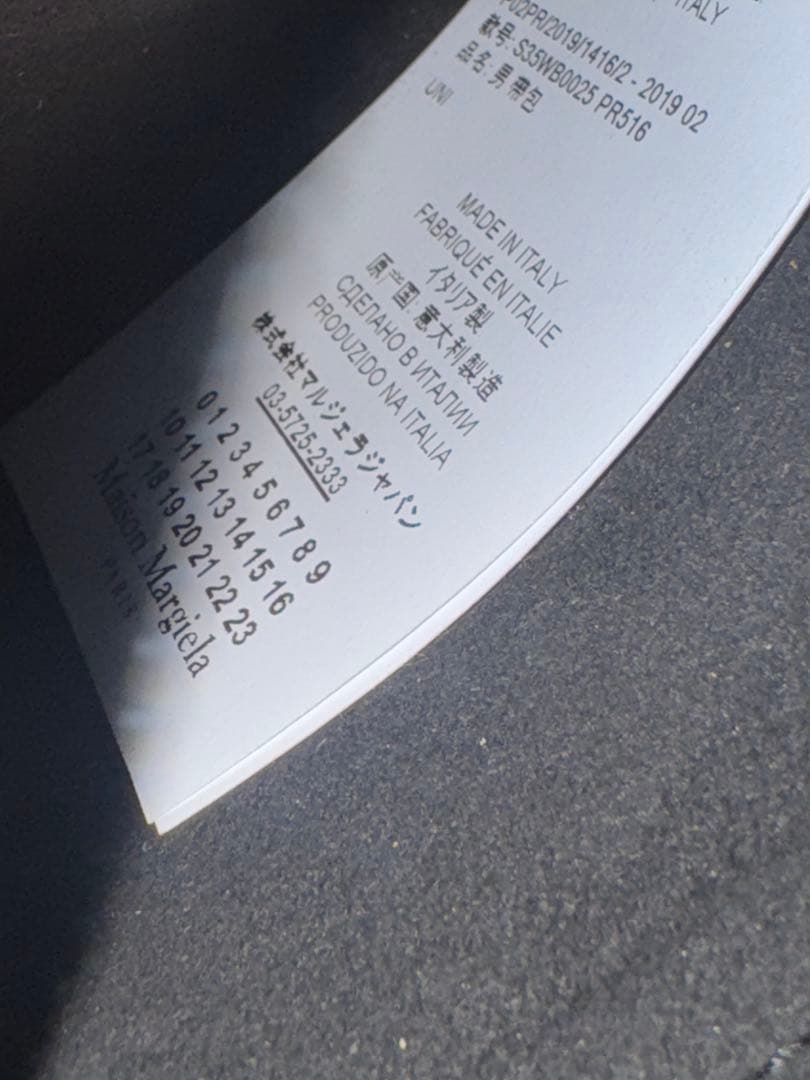 ITALY
P02PR/2019/1416/2 - 2019 02
款号: S35WB0025 PR516
品名: 男需包
UNI
MADE IN ITALY
FABRIQUÉ EN ITALIE
イタリア製
原产国: 意大利製造
СДЕЛАНО В ИТАЛИИ
PRODUZIDO NA ITALIA
株式会社マルジェラジャパン
03-5725-2333
0 1 2 3 4 5 6 7 8 9
10 11 12 13 14 15 16
17 18 19 20 21 22 23
Maison Margiela
PARIS